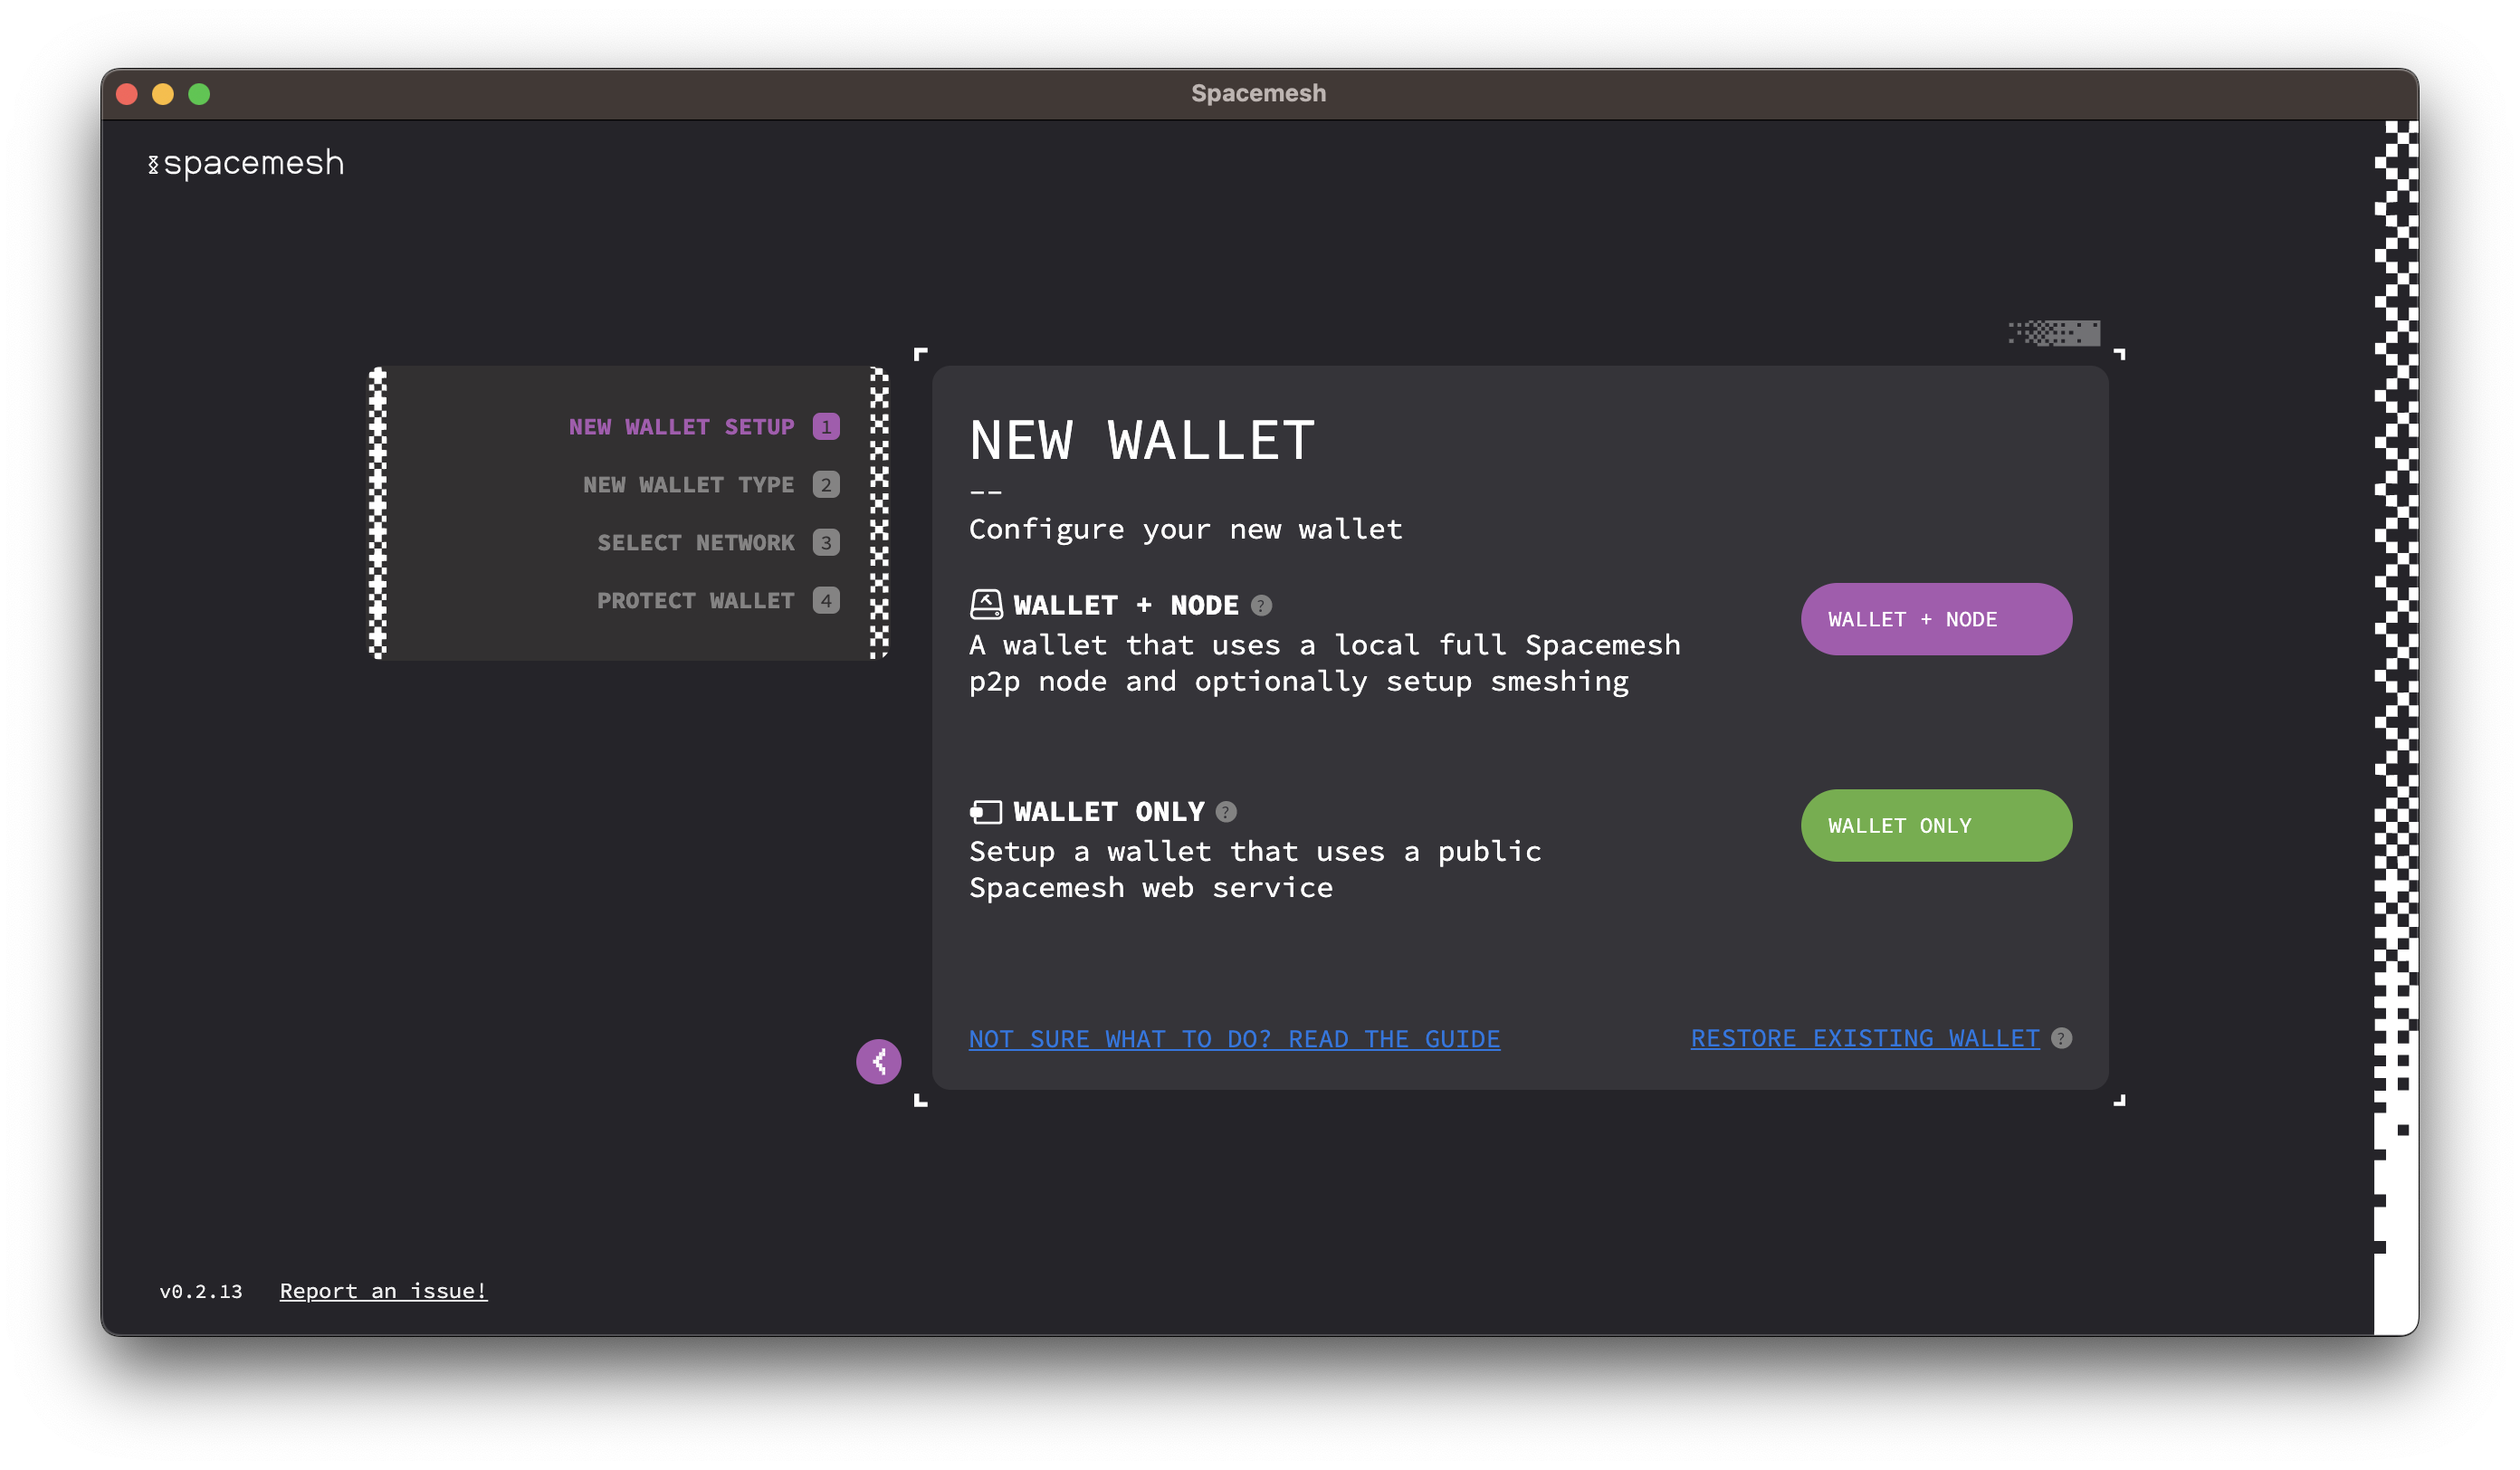 Spacemesh
spacemesh
NEW WALLET SETUP 1
NEW WALLET TYPE 2
SELECT NETWORK 3
PROTECT WALLET 4
NEW WALLET
--
Configure your new wallet
WALLET + NODE ?
A wallet that uses a local full Spacemesh
p2p node and optionally setup smeshing
WALLET + NODE
WALLET ONLY ?
Setup a wallet that uses a public
Spacemesh web service
WALLET ONLY
NOT SURE WHAT TO DO? READ THE GUIDE
RESTORE EXISTING WALLET ?
v0.2.13 Report an issue!